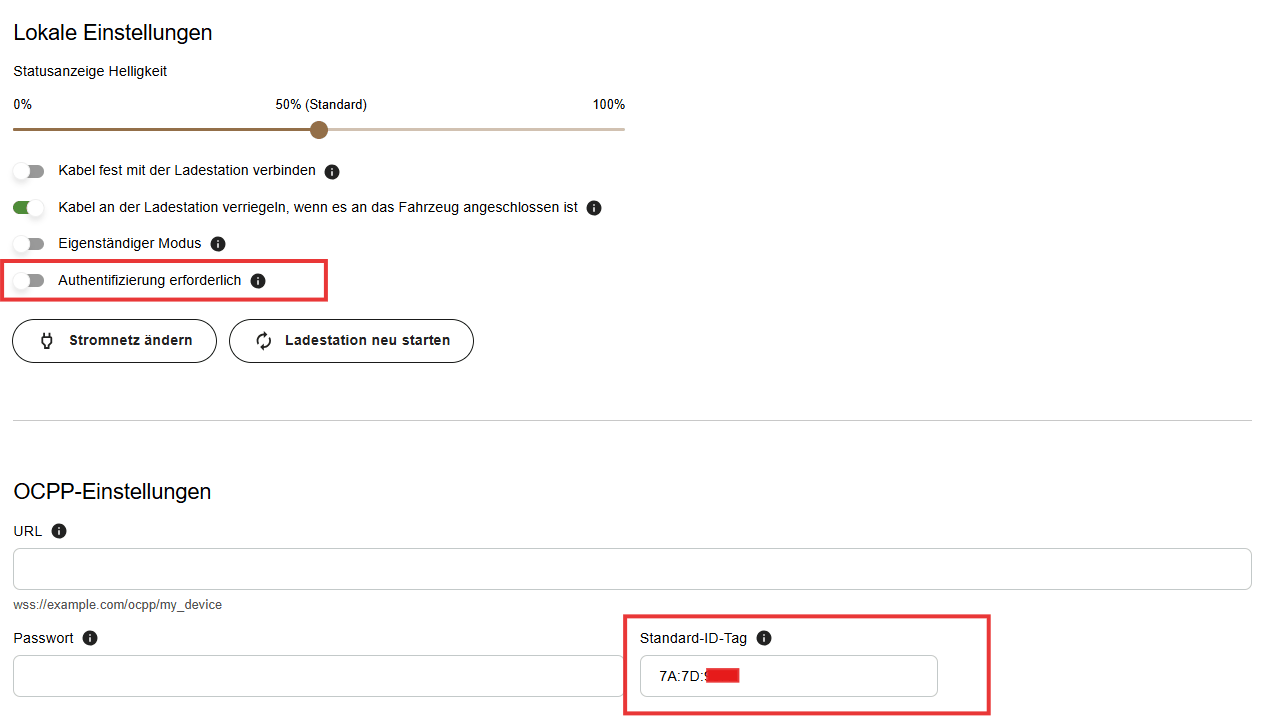 Lokale Einstellungen
Statusanzeige Helligkeit
0% 50% (Standard) 100%
Kabel fest mit der Ladestation verbinden
Kabel an der Ladestation verriegeln, wenn es an das Fahrzeug angeschlossen ist
Eigenständiger Modus
Authentifizierung erforderlich
Stromnetz ändern Ladestation neu starten
OCPP-Einstellungen
URL
wss://example.com/ocpp/my_device
Passwort Standard-ID-Tag
7A:7D: